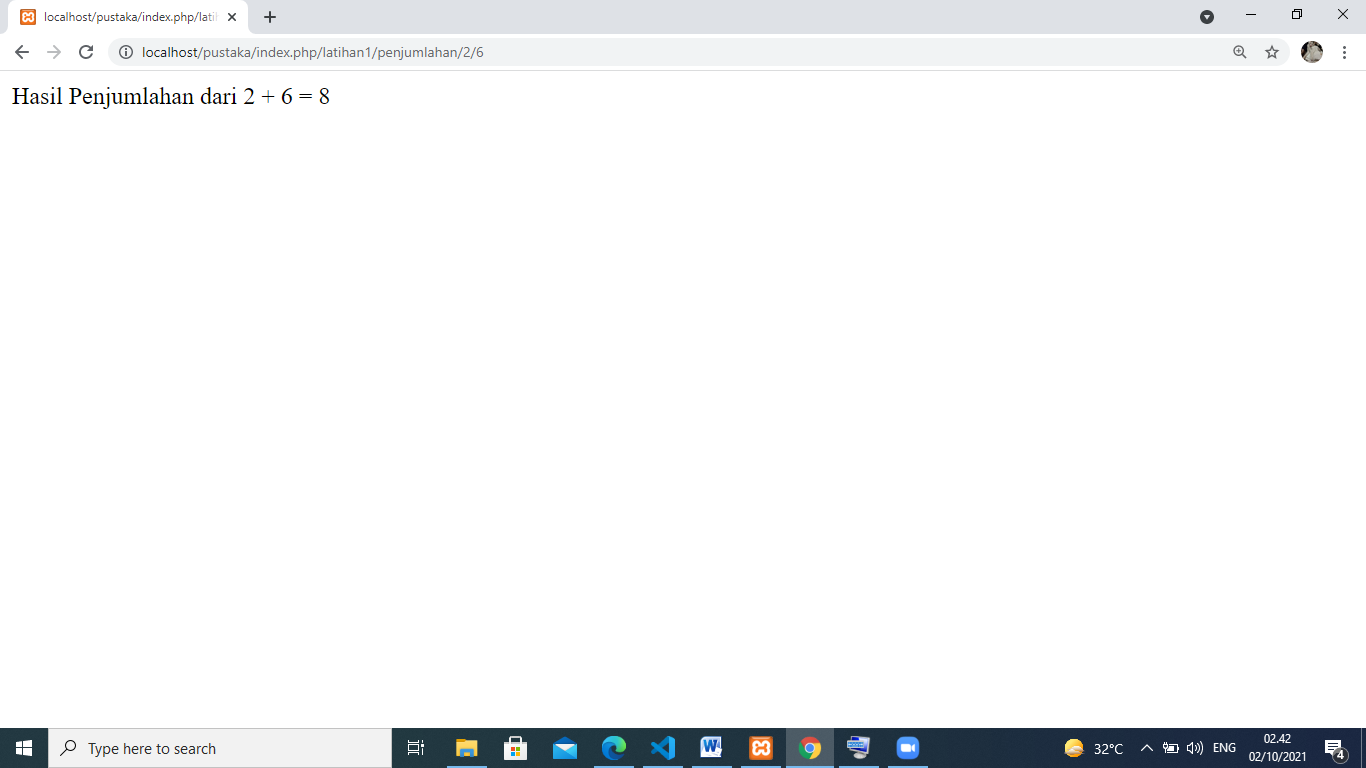 localhost/pustaka/index.php/lati
localhost/pustaka/index.php/latihan1/penjumlahan/2/6
Hasil Penjumlahan dari 2 + 6 = 8
Type here to search
32°C
ENG
02.42
02/10/2021
4